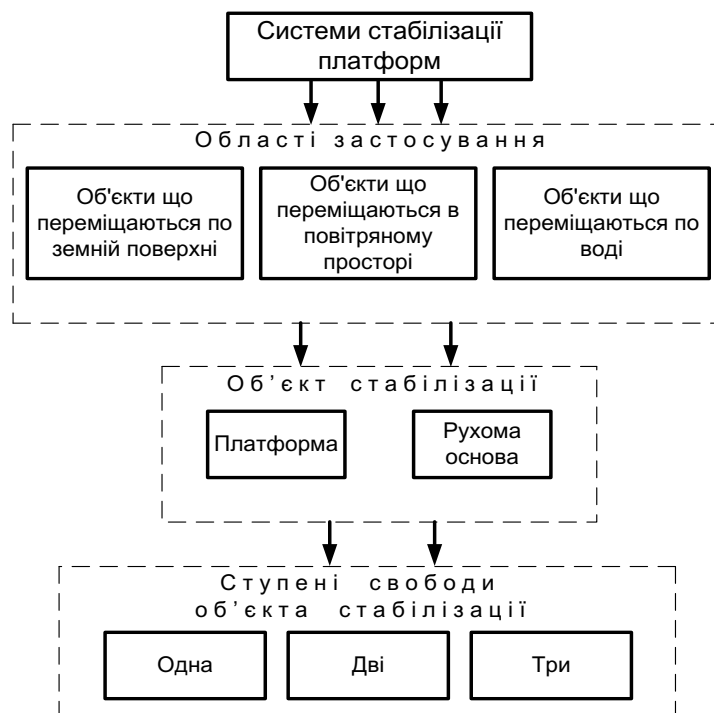 Системи стабілізації
платформ
Області застосування
Об'єкти що
переміщаються по
земній поверхні
Об'єкти що
переміщаються в
повітряному
просторі
Об'єкти що
переміщаються по
воді
Об’єкт стабілізації
Платформа
Рухома
основа
Ступені свободи
об’єкта стабілізації
Одна
Дві
Три